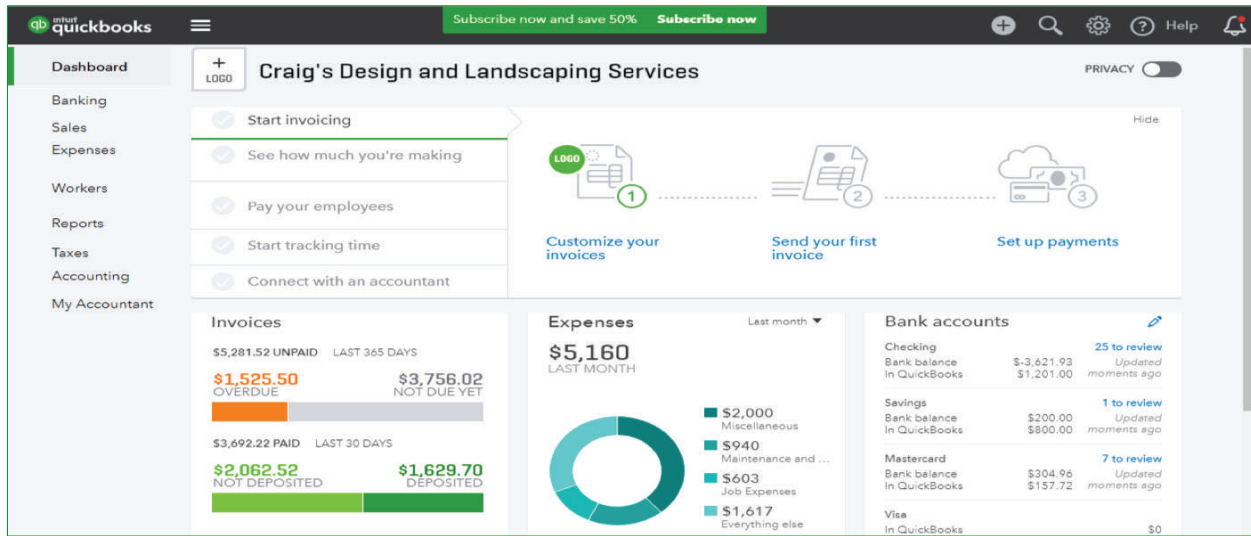 qb intuit quickbooks
Subscribe now and save 50% Subscribe now
Help
Dashboard
Banking
Sales
Expenses
Workers
Reports
Taxes
Accounting
My Accountant
+ LOGO
Craig's Design and Landscaping Services
PRIVACY
Start invoicing
See how much you're making
Pay your employees
Start tracking time
Connect with an accountant
Hide
LOGO
1
2
3
Customize your
invoices
Send your first
invoice
Set up payments
Invoices
$5,281.52 UNPAID LAST 365 DAYS
$1,525.50 $3,756.02
OVERDUE NOT DUE YET
$3,692.22 PAID LAST 30 DAYS
$2,062.52 $1,629.70
NOT DEPOSITED DEPOSITED
Expenses Last month
$5,160
LAST MONTH
$2,000
Miscellaneous
$940
Maintenance and ...
$603
Job Expenses
$1,617
Everything else
Bank accounts
Checking 25 to review
Bank balance $-3,621.93 Updated
In QuickBooks $1,201.00 moments ago
Savings 1 to review
Bank balance $200.00 Updated
In QuickBooks $800.00 moments ago
Mastercard 7 to review
Bank balance $304.96 Updated
In QuickBooks $157.72 moments ago
Visa
In QuickBooks $0